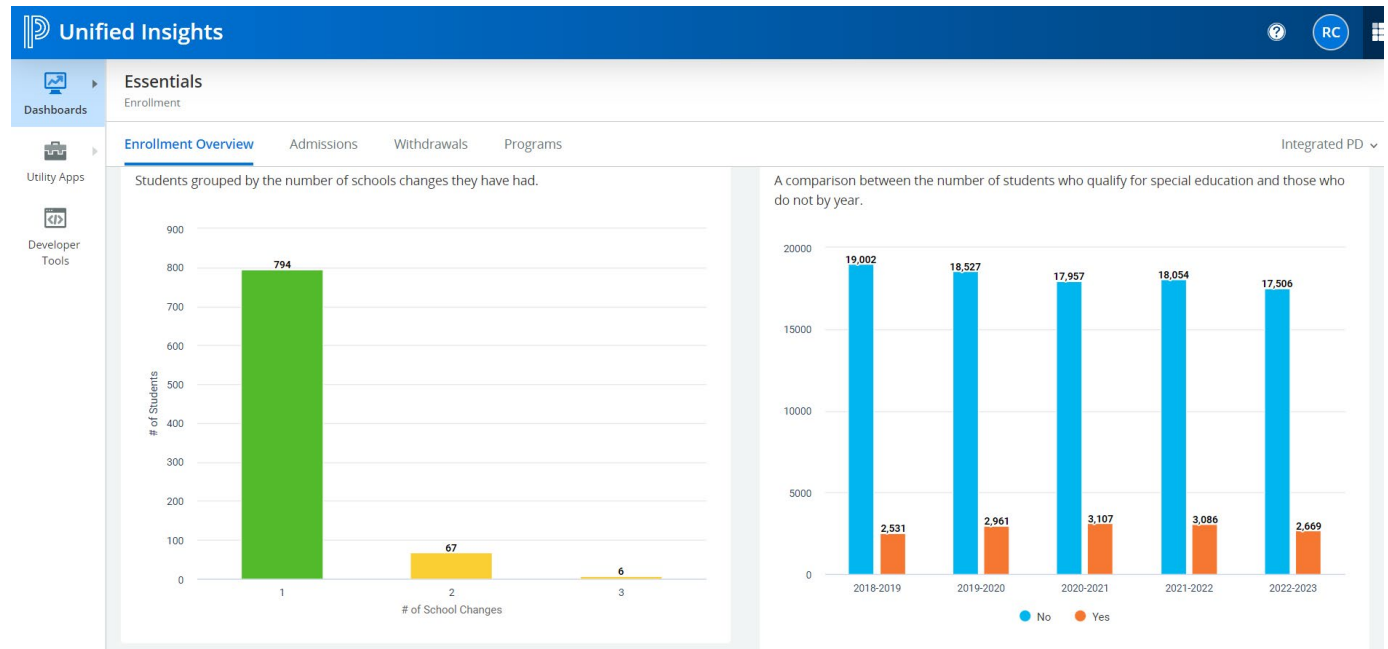 Unified Insights
RC
Dashboards
Utility Apps
Developer
Tools
Essentials
Enrollment
Enrollment Overview
Admissions
Withdrawals
Programs
Integrated PD
Students grouped by the number of schools changes they have had.
900
800
700
600
500
400
300
200
100
0
# of Students
794
67
6
1
2
3
# of School Changes
A comparison between the number of students who qualify for special education and those who
do not by year.
20000
15000
10000
5000
0
19,002
2,531
18,527
2,961
17,957
3,107
18,054
3,086
17,506
2,669
2018-2019
2019-2020
2020-2021
2021-2022
2022-2023
No
Yes